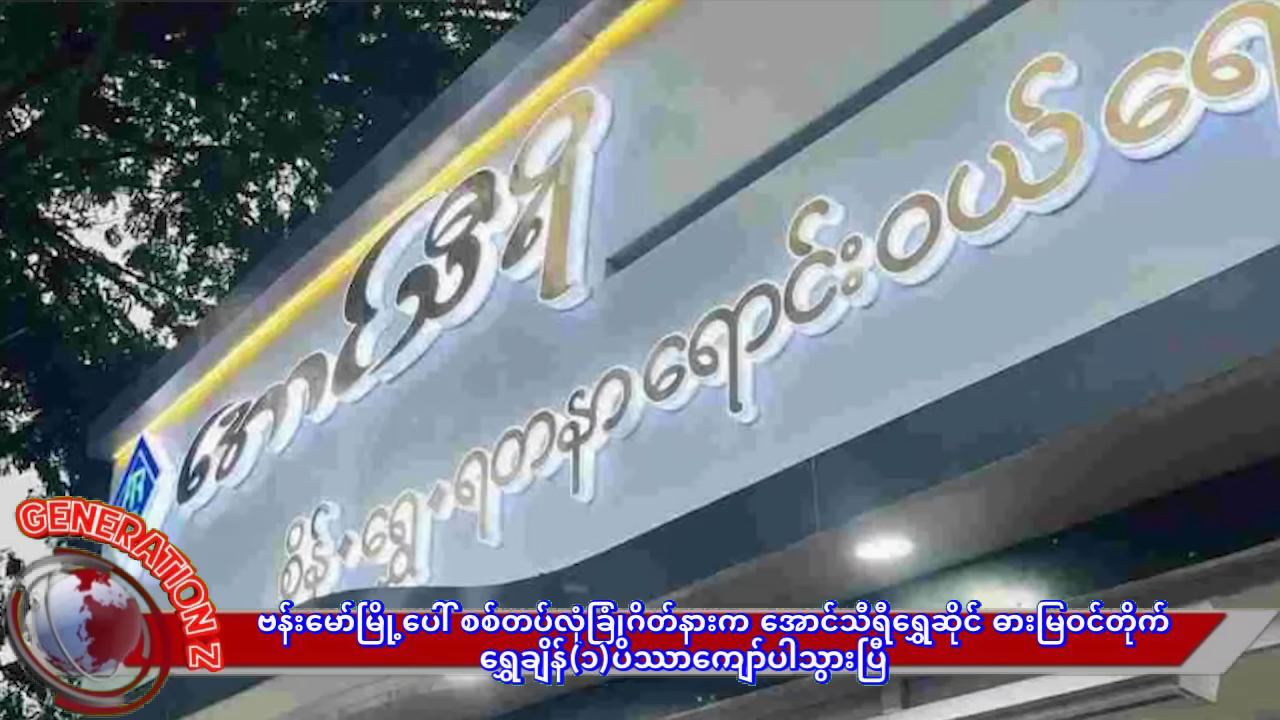 အောင်သီရိ
စိန်・ရွှေ・ရတနာရောင်းဝယ်ရေ
GENERATION Z
ဗန်းမော်မြို့ပေါ် စစ်တပ်လုံခြုံဂိတ်နားက အောင်သီရီရွှေဆိုင် ဓားမြဝင်တိုက်
ရွှေချိန်(၁)ပိဿာကျော်ပါသွားပြီ